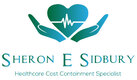 Sheron E Sidbury
Healthcare Cost Containment Specialist